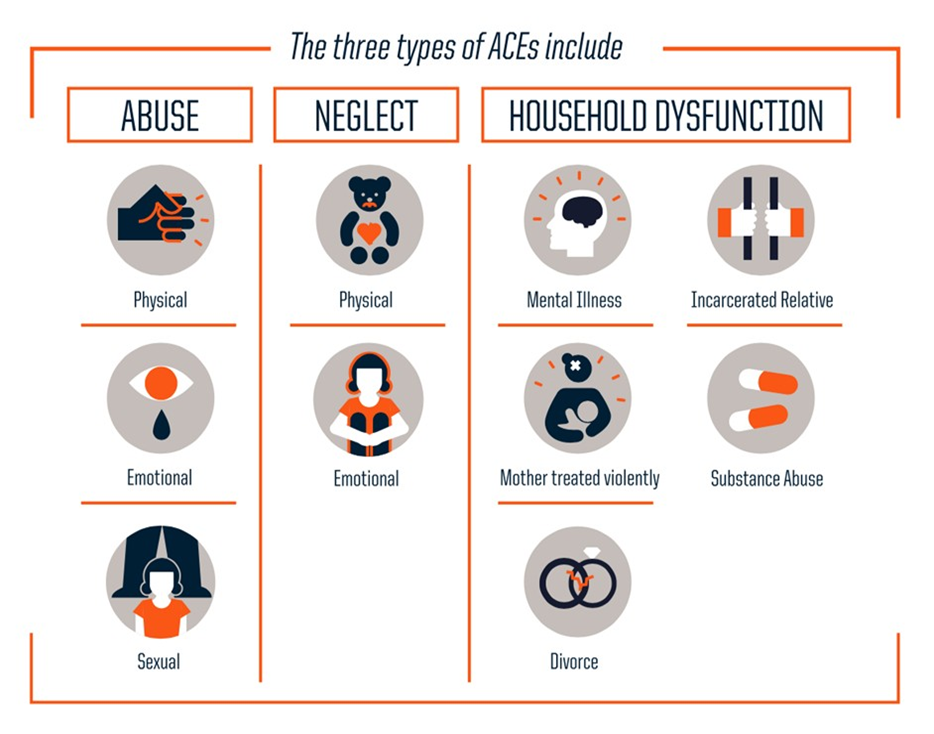 The three types of ACEs include
ABUSE
NEGLECT
HOUSEHOLD DYSFUNCTION
Physical
Physical
Mental Illness
Incarcerated Relative
Emotional
Emotional
Mother treated violently
Substance Abuse
Sexual
Divorce